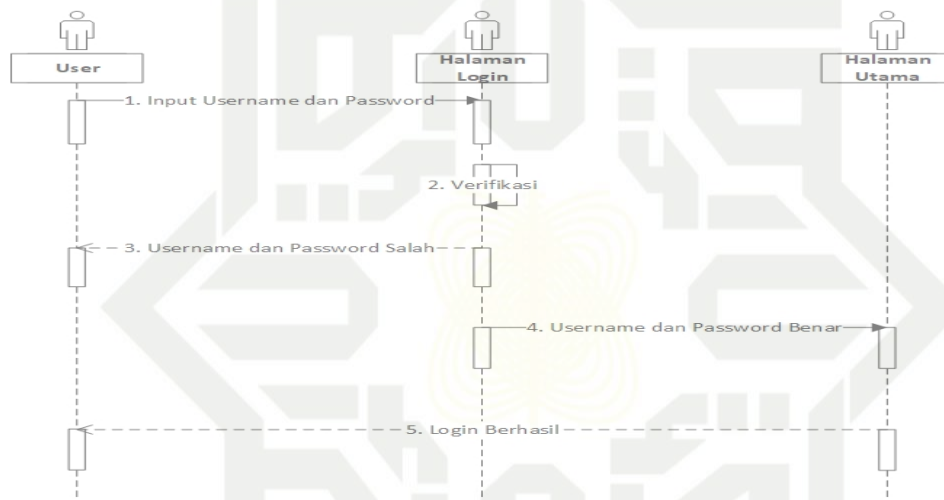 User
Halaman
Login
Halaman
Utama
1. Input Username dan Password
2. Verifikasi
3. Username dan Password Salah
4. Username dan Password Benar
5. Login Berhasil